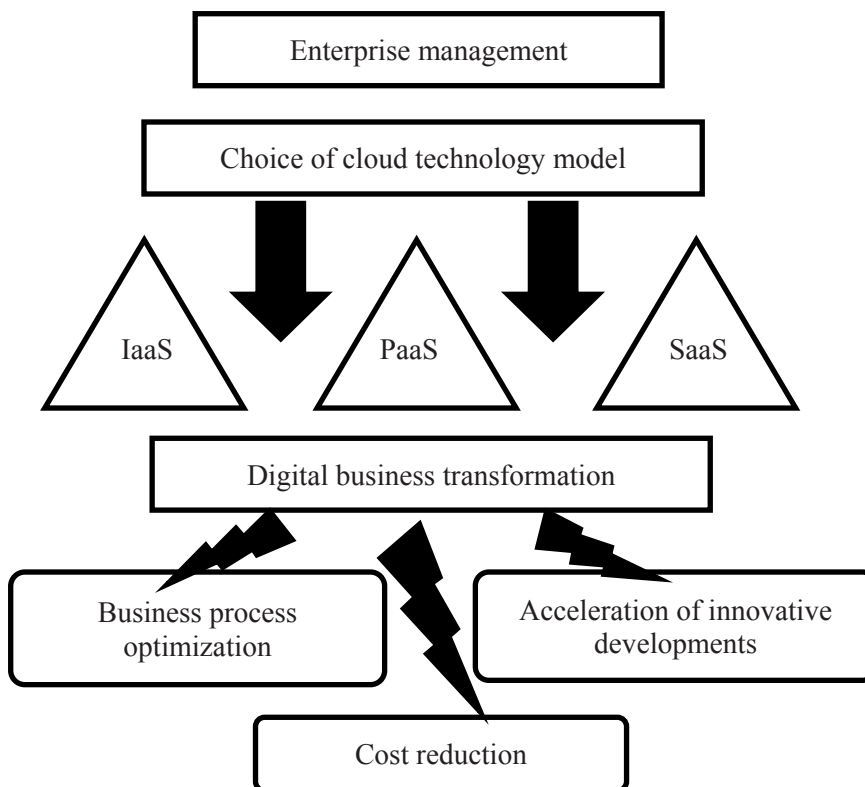 Enterprise management
Choice of cloud technology model
IaaS
PaaS
SaaS
Digital business transformation
Business process
optimization
Acceleration of innovative
developments
Cost reduction